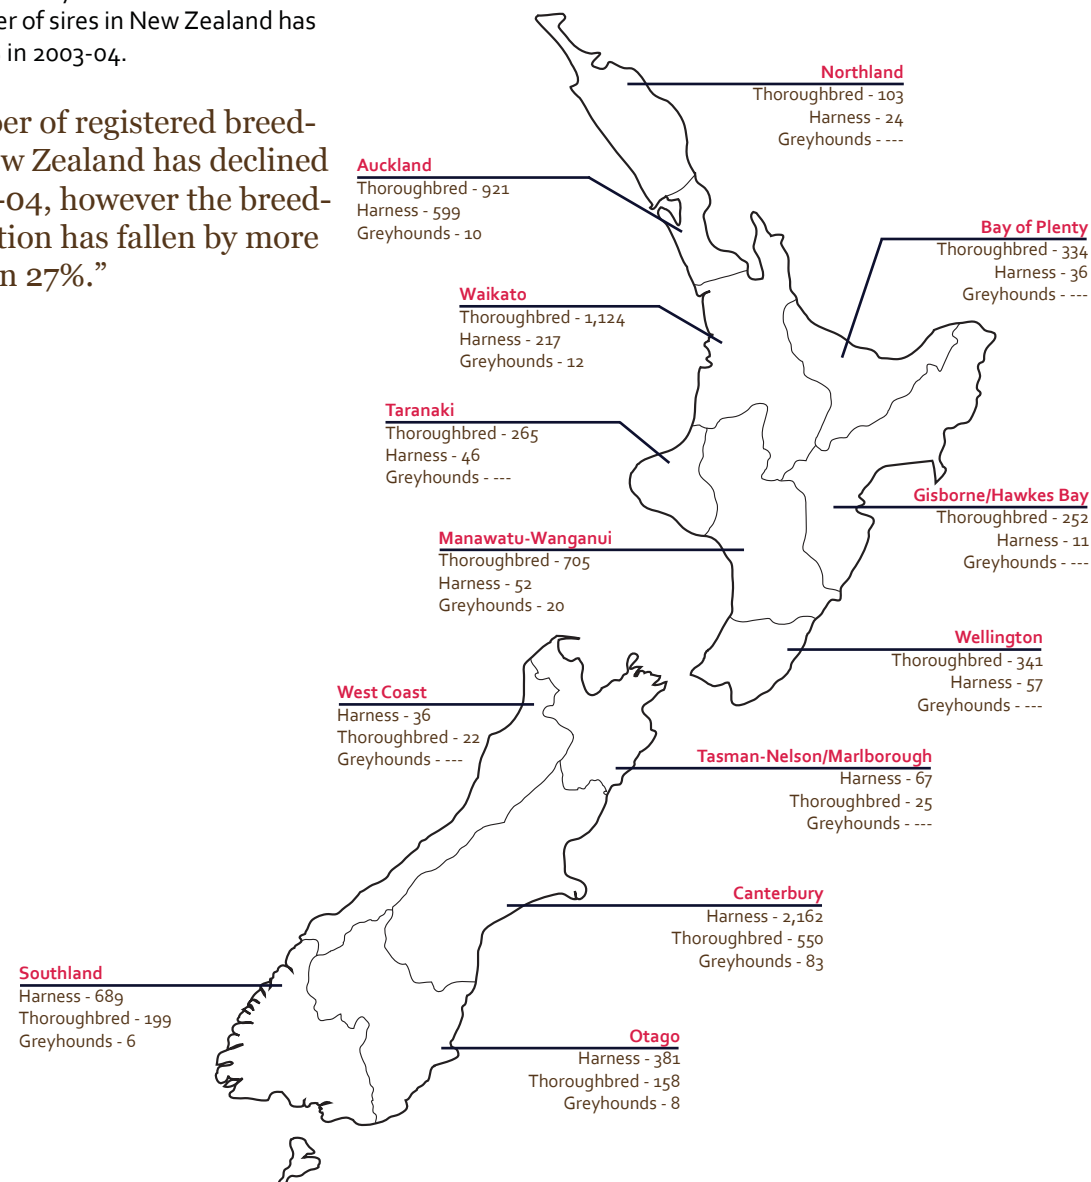 er of sires in New Zealand has
in 2003-04.
ber of registered breed-
w Zealand has declined
-04, however the breed-
tion has fallen by more
n 27%.”
Northland
Thoroughbred - 103
Harness - 24
Greyhounds - ---
Auckland
Thoroughbred - 921
Harness - 599
Greyhounds - 10
Bay of Plenty
Thoroughbred - 334
Harness - 36
Greyhounds - ---
Waikato
Thoroughbred - 1,124
Harness - 217
Greyhounds - 12
Taranaki
Thoroughbred - 265
Harness - 46
Greyhounds - ---
Gisborne/Hawkes Bay
Thoroughbred - 252
Harness - 11
Greyhounds - ---
Manawatu-Wanganui
Thoroughbred - 705
Harness - 52
Greyhounds - 20
Wellington
Thoroughbred - 341
Harness - 57
Greyhounds - ---
West Coast
Harness - 36
Thoroughbred - 22
Greyhounds - ---
Tasman-Nelson/Marlborough
Harness - 67
Thoroughbred - 25
Greyhounds - ---
Canterbury
Harness - 2,162
Thoroughbred - 550
Greyhounds - 83
Southland
Harness - 689
Thoroughbred - 199
Greyhounds - 6
Otago
Harness - 381
Thoroughbred - 158
Greyhounds - 8